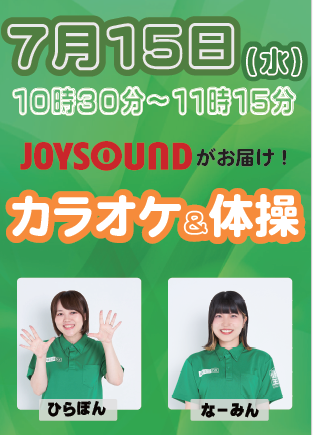 7月15日(水)
10時30分～11時15分
JOYSOUNDがお届け！
カラオケ&体操
ひらぽん
なーみん